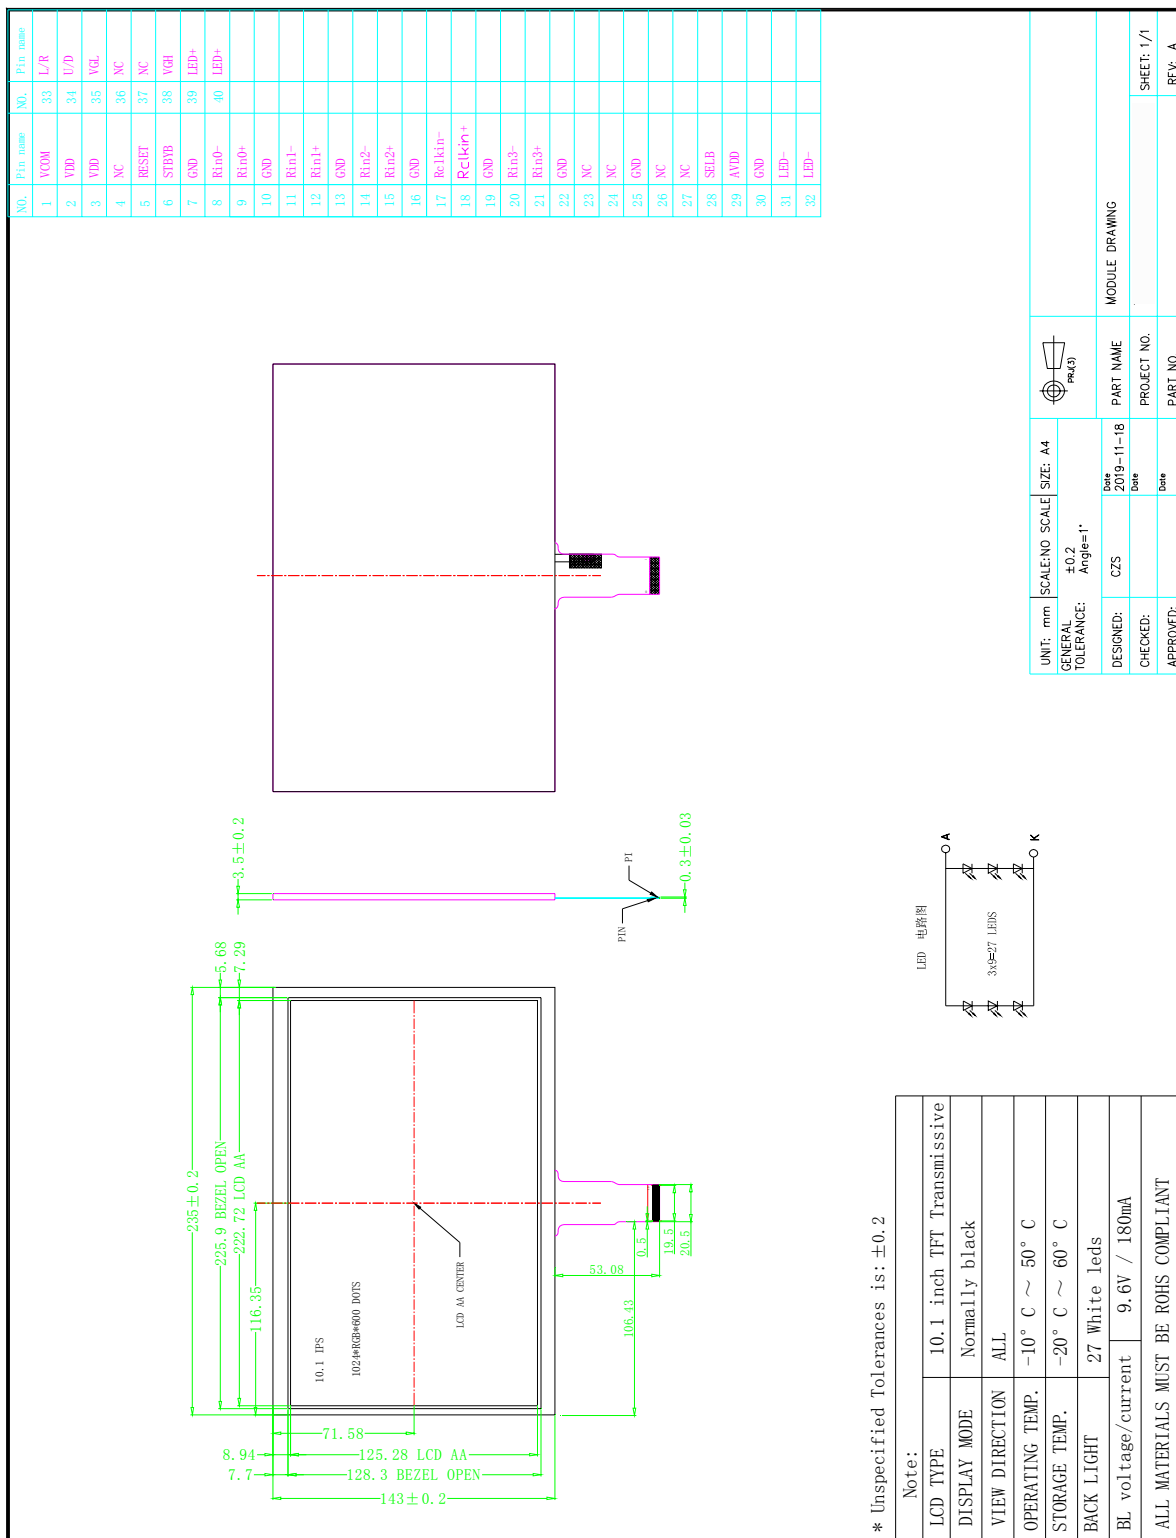 NO. Pin name NO. Pin name
1 VCOM 33 L/R
2 VDD 34 U/D
3 VDD 35 VGL
4 NC 36 NC
5 RESET 37 NC
6 STBYB 38 VGH
7 GND 39 LED+
8 Rin0- 40 LED+
9 Rin0+
10 GND
11 Rin1-
12 Rin1+
13 GND
14 Rin2-
15 Rin2+
16 GND
17 Rclkin-
18 Rclkin+
19 GND
20 Rin3-
21 Rin3+
22 GND
23 NC
24 NC
25 GND
26 NC
27 NC
28 SELB
29 AVDD
30 GND
31 LED-
32 LED-
235±0.2
225.9 BEZEL OPEN
222.72 LCD AA
116.35
5.68
7.29
71.58
8.94
125.28 LCD AA
7.7
128.3 BEZEL OPEN
143±0.2
10.1 IPS
1024*RGB*600 DOTS
LCD AA CENTER
53.08
106.43
0.5
19.5
20.5
3.5±0.2
PIN
PI
0.3±0.03
LED 电路图
3x9=27 LEDS
A
K
* Unspecified Tolerances is: ±0.2
Note:
LCD TYPE 10.1 inch TFT Transmissive
DISPLAY MODE Normally black
VIEW DIRECTION ALL
OPERATING TEMP. -10° C ~ 50° C
STORAGE TEMP. -20° C ~ 60° C
BACK LIGHT 27 White leds
BL voltage/current 9.6V / 180mA
ALL MATERIALS MUST BE ROHS COMPLIANT
UNIT: mm SCALE:NO SCALE SIZE: A4
PRJ(3)
GENERAL
TOLERANCE:
±0.2
Angle=1°
DESIGNED: CZS Date 2019-11-18 PART NAME MODULE DRAWING
CHECKED: Date PROJECT NO. SHEET: 1/1
APPROVED: Date PART NO REV: A